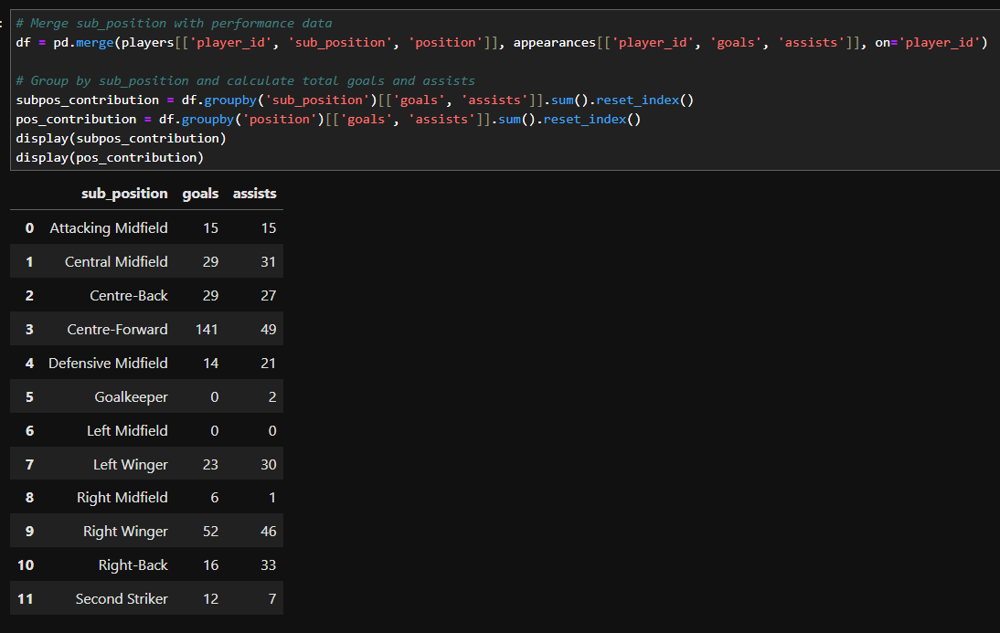 :
# Merge sub_position with performance data
df = pd.merge(players[['player_id', 'sub_position', 'position']], appearances[['player_id', 'goals', 'assists']], on='player_id')
# Group by sub_position and calculate total goals and assists
subpos_contribution = df.groupby('sub_position')[['goals', 'assists']].sum().reset_index()
pos_contribution = df.groupby('position')[['goals', 'assists']].sum().reset_index()
display(subpos_contribution)
display(pos_contribution)
sub_position goals assists
0 Attacking Midfield 15 15
1 Central Midfield 29 31
2 Centre-Back 29 27
3 Centre-Forward 141 49
4 Defensive Midfield 14 21
5 Goalkeeper 0 2
6 Left Midfield 0 0
7 Left Winger 23 30
8 Right Midfield 6 1
9 Right Winger 52 46
10 Right-Back 16 33
11 Second Striker 12 7